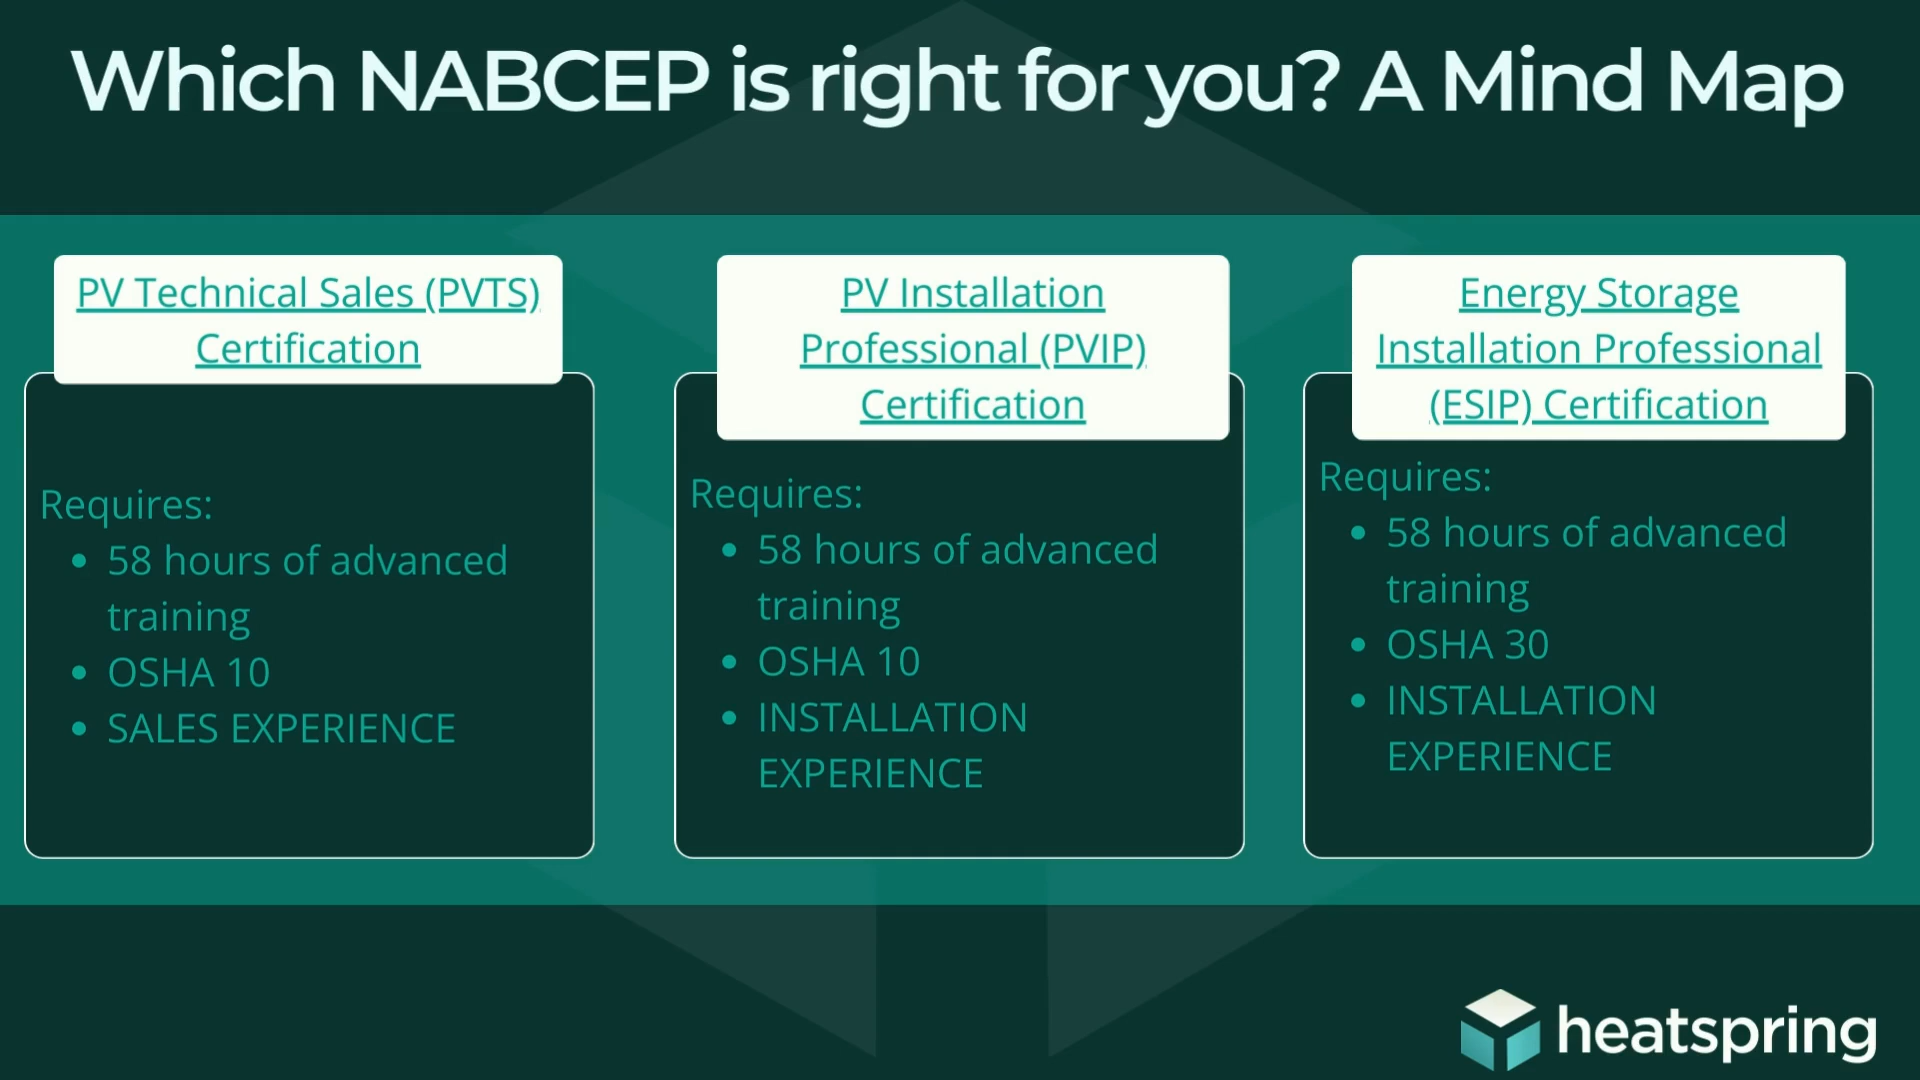 Which NABCEP is right for you? A Mind Map
PV Technical Sales (PVTS)
Certification
Requires:
• 58 hours of advanced
training
• OSHA 10
• SALES EXPERIENCE
PV Installation
Professional (PVIP)
Certification
Requires:
• 58 hours of advanced
training
• OSHA 10
• INSTALLATION
EXPERIENCE
Energy Storage
Installation Professional
(ESIP) Certification
Requires:
• 58 hours of advanced
training
• OSHA 30
• INSTALLATION
EXPERIENCE
heatspring